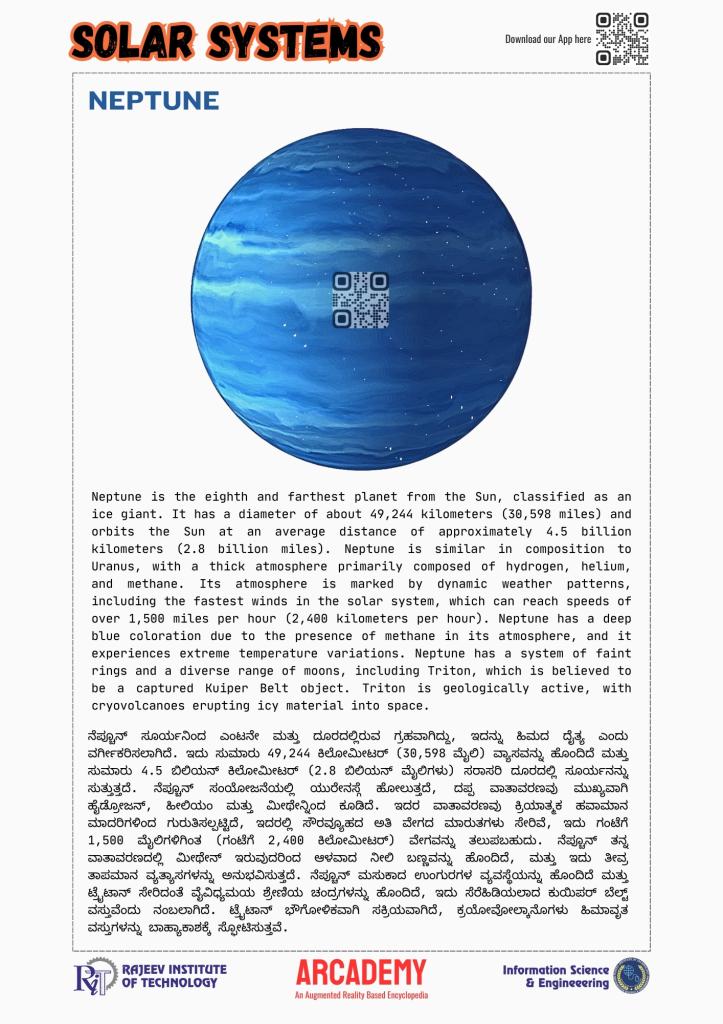 SOLAR SYSTEMS
Download our App here
NEPTUNE
Neptune is the eighth and farthest planet from the Sun, classified as an
ice giant. It has a diameter of about 49,244 kilometers (30,598 miles) and
orbits the Sun at an average distance of approximately 4.5 billion
kilometers (2.8 billion miles). Neptune is similar in composition to
Uranus, with a thick atmosphere primarily composed of hydrogen, helium,
and methane. Its atmosphere is marked by dynamic weather patterns,
including the fastest winds in the solar system, which can reach speeds of
over 1,500 miles per hour (2,400 kilometers per hour). Neptune has a deep
blue coloration due to the presence of methane in its atmosphere, and it
experiences extreme temperature variations. Neptune has a system of faint
rings and a diverse range of moons, including Triton, which is believed to
be a captured Kuiper Belt object. Triton is geologically active, with
cryovolcanoes erupting icy material into space.
ನೆಪ್ಚೂನ್ ಸೂರ್ಯನಿಂದ ಎಂಟನೇ ಮತ್ತು ದೂರದಲ್ಲಿರುವ ಗ್ರಹವಾಗಿದ್ದು, ಇದನ್ನು ಹಿಮದ ದೈತ್ಯ ಎಂದು
ವರ್ಗೀಕರಿಸಲಾಗಿದೆ. ಇದು ಸುಮಾರು 49,244 ಕಿಲೋಮೀಟರ್ (30,598 ಮೈಲಿ) ವ್ಯಾಸವನ್ನು ಹೊಂದಿದೆ ಮತ್ತು
ಸುಮಾರು 4.5 ಬಿಲಿಯನ್ ಕಿಲೋಮೀಟರ್ (2.8 ಬಿಲಿಯನ್ ಮೈಲಿಗಳು) ಸರಾಸರಿ ದೂರದಲ್ಲಿ ಸೂರ್ಯನನ್ನು
ಸುತ್ತುತ್ತದೆ. ನೆಪ್ಚೂನ್ ಸಂಯೋಜನೆಯಲ್ಲಿ ಯುರೇನಸ್ಗೆ ಹೋಲುತ್ತದೆ, ದಪ್ಪ ವಾತಾವರಣವು ಮುಖ್ಯವಾಗಿ
ಹೈಡ್ರೋಜನ್, ಹೀಲಿಯಂ ಮತ್ತು ಮೀಥೇನ್ನಿಂದ ಕೂಡಿದೆ. ಇದರ ವಾತಾವರಣವು ಕ್ರಿಯಾತ್ಮಕ ಹವಾಮಾನ
ಮಾದರಿಗಳಿಂದ ಗುರುತಿಸಲ್ಪಟ್ಟಿದೆ, ಇದರಲ್ಲಿ ಸೌರವ್ಯೂಹದ ಅತಿ ವೇಗದ ಮಾರುತಗಳು ಸೇರಿವೆ, ಇದು ಗಂಟೆಗೆ
1,500 ಮೈಲಿಗಳಿಗಿಂತ (ಗಂಟೆಗೆ 2,400 ಕಿಲೋಮೀಟರ್) ವೇಗವನ್ನು ತಲುಪಬಹುದು. ನೆಪ್ಚೂನ್ ತನ್ನ
ವಾತಾವರಣದಲ್ಲಿ ಮೀಥೇನ್ ಇರುವುದರಿಂದ ಆಳವಾದ ನೀಲಿ ಬಣ್ಣವನ್ನು ಹೊಂದಿದೆ, ಮತ್ತು ಇದು ತೀವ್ರ
ತಾಪಮಾನ ವ್ಯತ್ಯಾಸಗಳನ್ನು ಅನುಭವಿಸುತ್ತದೆ. ನೆಪ್ಚೂನ್ ಮಸುಕಾದ ಉಂಗುರಗಳ ವ್ಯವಸ್ಥೆಯನ್ನು ಹೊಂದಿದೆ ಮತ್ತು
ಟ್ರೈಟಾನ್ ಸೇರಿದಂತೆ ವೈವಿಧ್ಯಮಯ ಶ್ರೇಣಿಯ ಚಂದ್ರಗಳನ್ನು ಹೊಂದಿದೆ, ಇದು ಸೆರೆಹಿಡಿಯಲಾದ ಕುಯಿಪರ್ ಬೆಲ್ಟ್
ವಸ್ತುವೆಂದು ನಂಬಲಾಗಿದೆ. ಟ್ರೈಟಾನ್ ಭೌಗೋಳಿಕವಾಗಿ ಸಕ್ರಿಯವಾಗಿದೆ, ಕ್ರಯೋವೋಲ್ಕಾನೊಗಳು ಹಿಮಾವೃತ
ವಸ್ತುಗಳನ್ನು ಬಾಹ್ಯಾಕಾಶಕ್ಕೆ ಸ್ಫೋಟಿಸುತ್ತವೆ.
RiT RAJEEV INSTITUTE
OF TECHNOLOGY
ARCADEMY
An Augmented Reality Based Encyclopedia
Information Science
& Engineeering